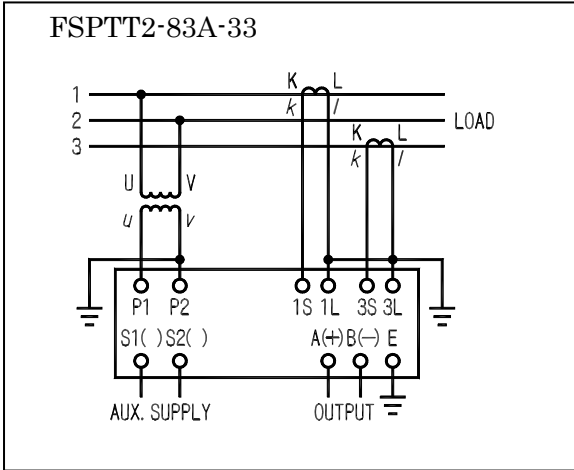 FSPTT2-83A-33
K L
1
k l
2 LOAD
K L
3
k l
U V
u v
P1 P2 1S 1L 3S 3L
S1( ) S2( ) A(+) B(−) E
AUX. SUPPLY OUTPUT